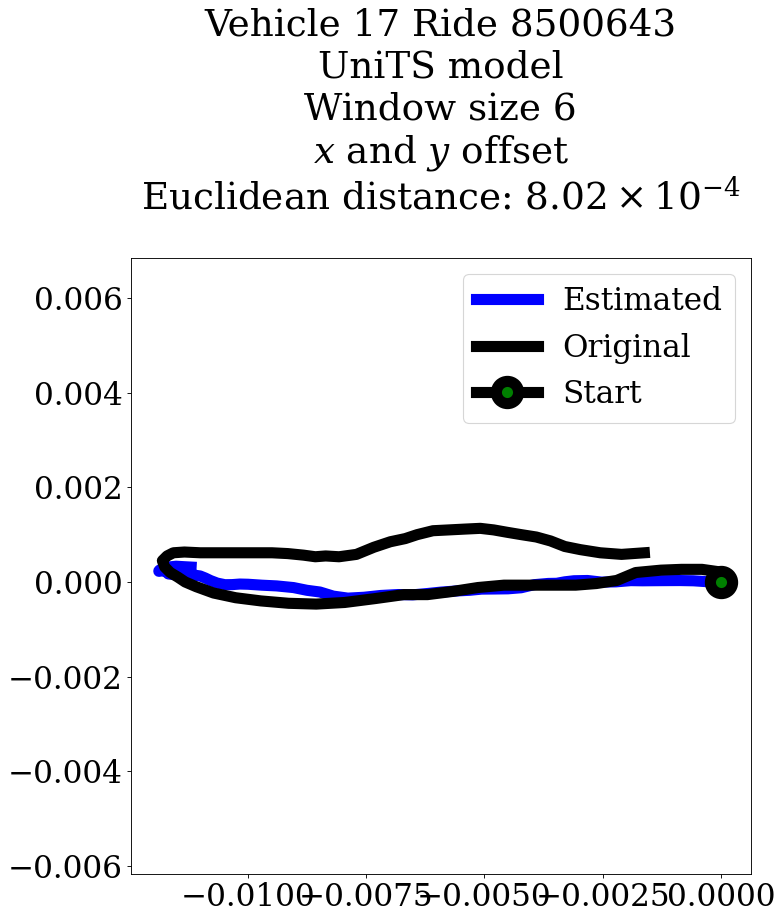 Vehicle 17 Ride 8500643
UniTS model
Window size 6
x and y offset
Euclidean distance: 8.02 × 10⁻⁴
Estimated
Original
Start
0.006
0.004
0.002
0.000
−0.002
−0.004
−0.006
−0.0100 −0.0075 −0.0050 −0.0025 0.0000